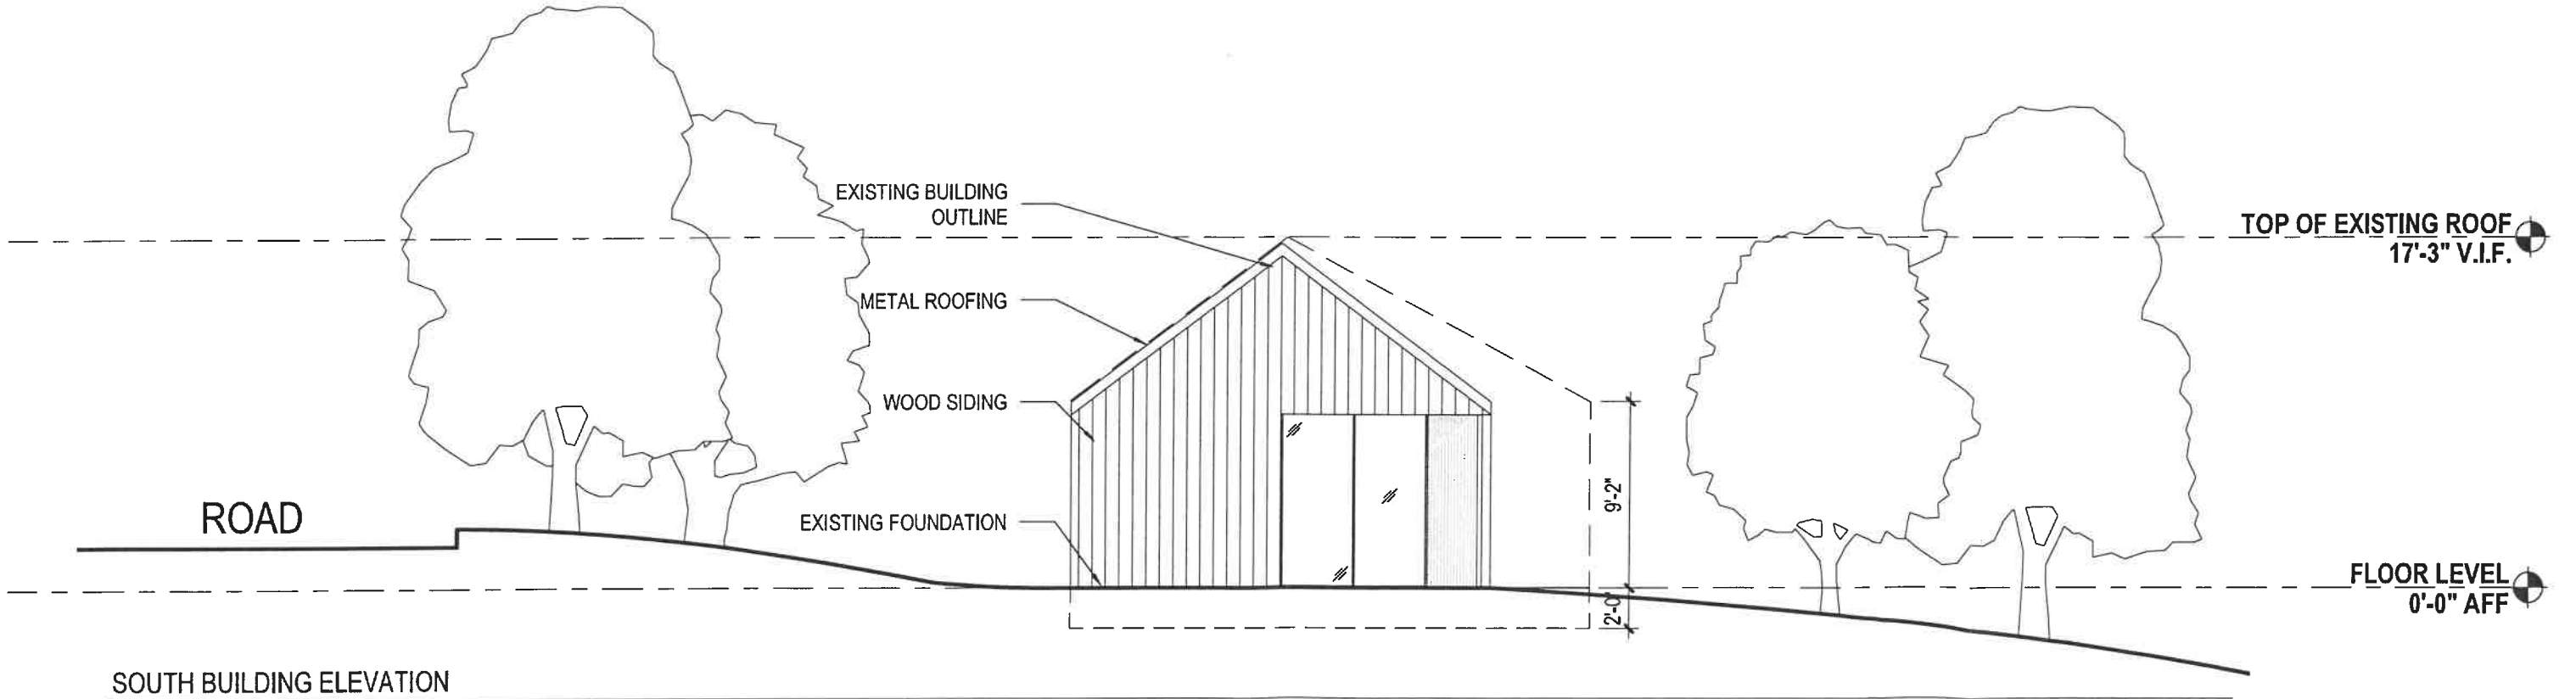 EXISTING BUILDING
OUTLINE
TOP OF EXISTING ROOF
17'-3" V.I.F.
METAL ROOFING
WOOD SIDING
9'-2"
ROAD
EXISTING FOUNDATION
FLOOR LEVEL
0'-0" AFF
2'-0"
SOUTH BUILDING ELEVATION